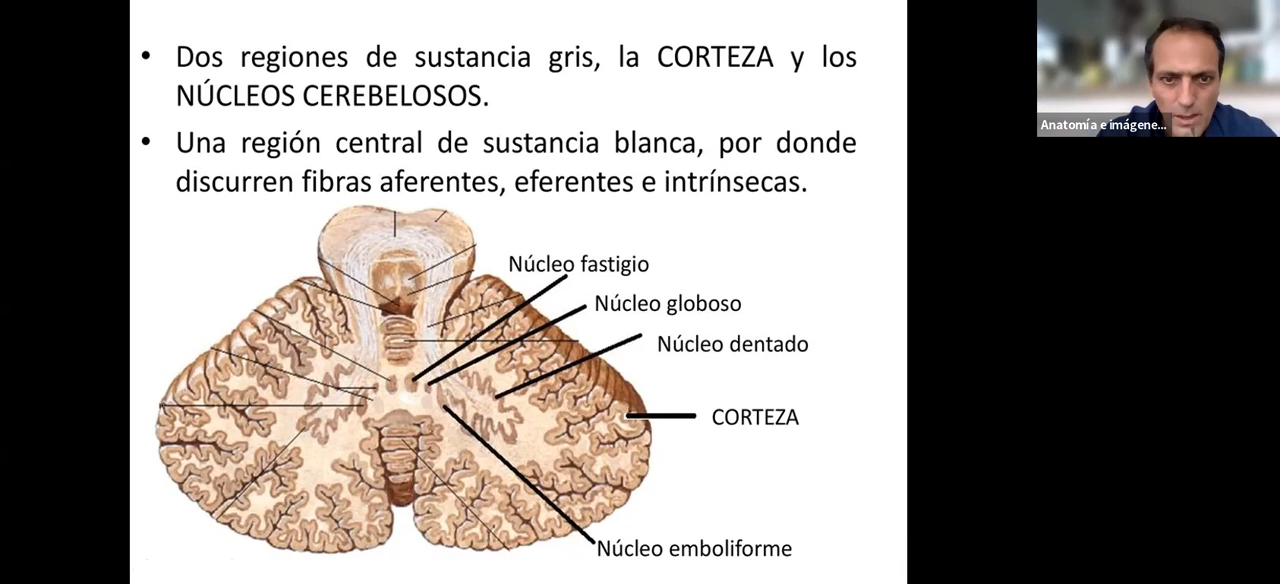 • Dos regiones de sustancia gris, la CORTEZA y los
NÚCLEOS CEREBELOSOS.
• Una región central de sustancia blanca, por donde
discurren fibras aferentes, eferentes e intrínsecas.
Anatomía e imágene...
Núcleo fastigio
Núcleo globoso
Núcleo dentado
CORTEZA
Núcleo emboliforme